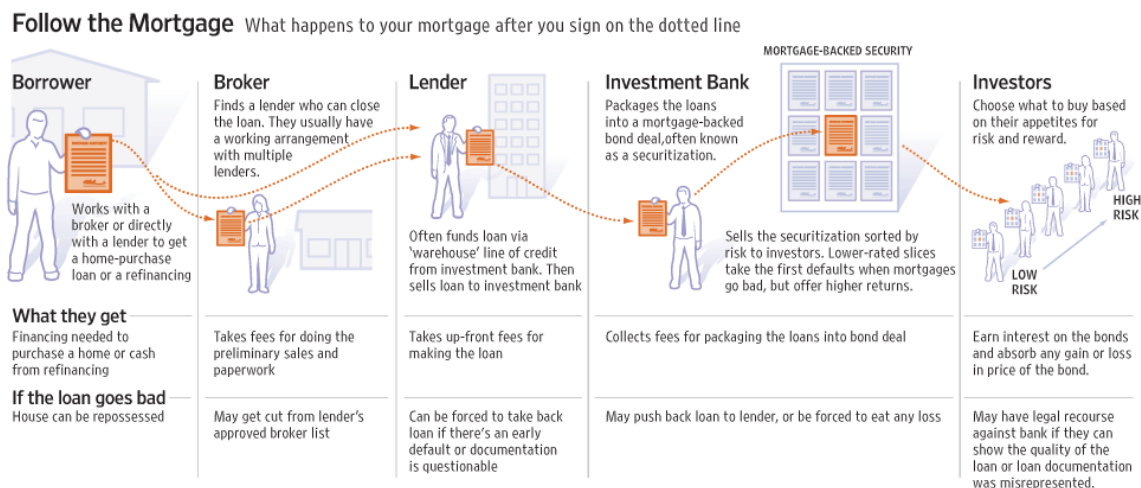 Follow the Mortgage What happens to your mortgage after you sign on the dotted line
Borrower
Works with a
broker or directly
with a lender to get
a home-purchase
loan or a refinancing
Broker
Finds a lender who can close
the loan. They usually have
a working arrangement
with multiple
lenders.
Lender
Often funds loan via
'warehouse' line of credit
from investment bank. Then
sells loan to investment bank
Investment Bank
Packages the loans
into a mortgage-backed
bond deal,often known
as a securitization.
MORTGAGE-BACKED SECURITY
Sells the securitization sorted by
risk to investors. Lower-rated slices
take the first defaults when mortgages
go bad, but offer higher returns.
Investors
Choose what to buy based
on their appetites for
risk and reward.
HIGH
RISK
LOW
RISK
What they get
Financing needed to
purchase a home or cash
from refinancing
Takes fees for doing the
preliminary sales and
paperwork
Takes up-front fees for
making the loan
Collects fees for packaging the loans into bond deal
Earn interest on the bonds
and absorb any gain or loss
in price of the bond.
If the loan goes bad
House can be repossessed
May get cut from lender's
approved broker list
Can be forced to take back
loan if there's an early
default or documentation
is questionable
May push back loan to lender, or be forced to eat any loss
May have legal recourse
against bank if they can
show the quality of the
loan or loan documentation
was misrepresented.